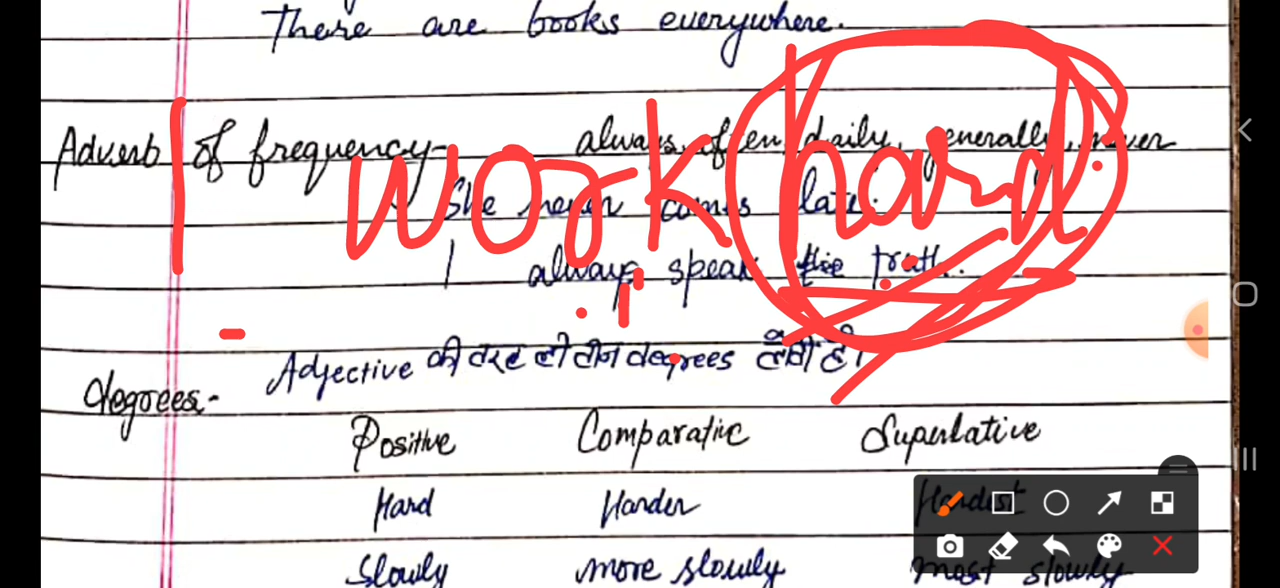 There are books everywhere.
Adverb of frequency- always, often, daily, generally, never
She never comes late.
I always speak the truth.
I work hard
Adjective की तरह ही तीन degrees होती है।
degrees:-
Positive Comparative Superlative
Hard Harder Hardest
Slowly more slowly most slowly